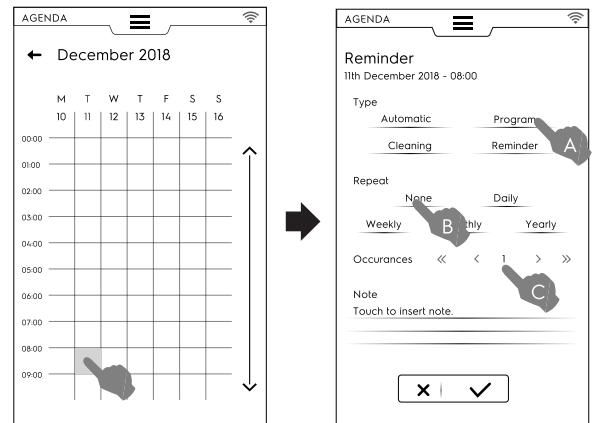 AGENDA
December 2018
M T W T F S S
10 11 12 13 14 15 16
00:00
01:00
02:00
03:00
04:00
05:00
06:00
07:00
08:00
09:00
AGENDA
Reminder
11th December 2018 - 08:00
Type
Automatic Program
A
Cleaning Reminder
Repeat
None Daily
B
Weekly thly Yearly
Occurances « < 1 > »
C
Note
Touch to insert note.